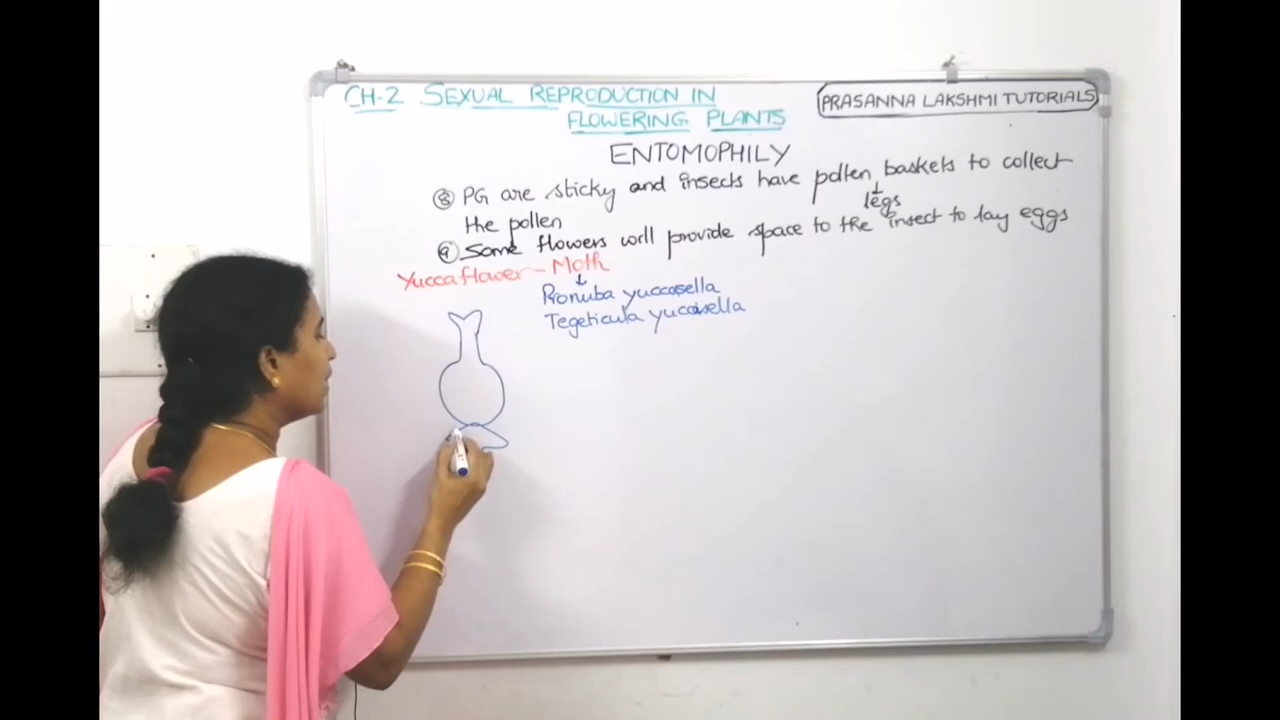 CH-2 SEXUAL REPRODUCTION IN
FLOWERING PLANTS
PRASANNA LAKSHMI TUTORIALS
ENTOMOPHILY
⑧ PG are sticky and insects have pollen baskets to collect
legs
the pollen
⑨ Some flowers will provide space to the insect to lay eggs
Yucca flower - Moth
Pronuba yuccasella
Tegeticula yuccasella